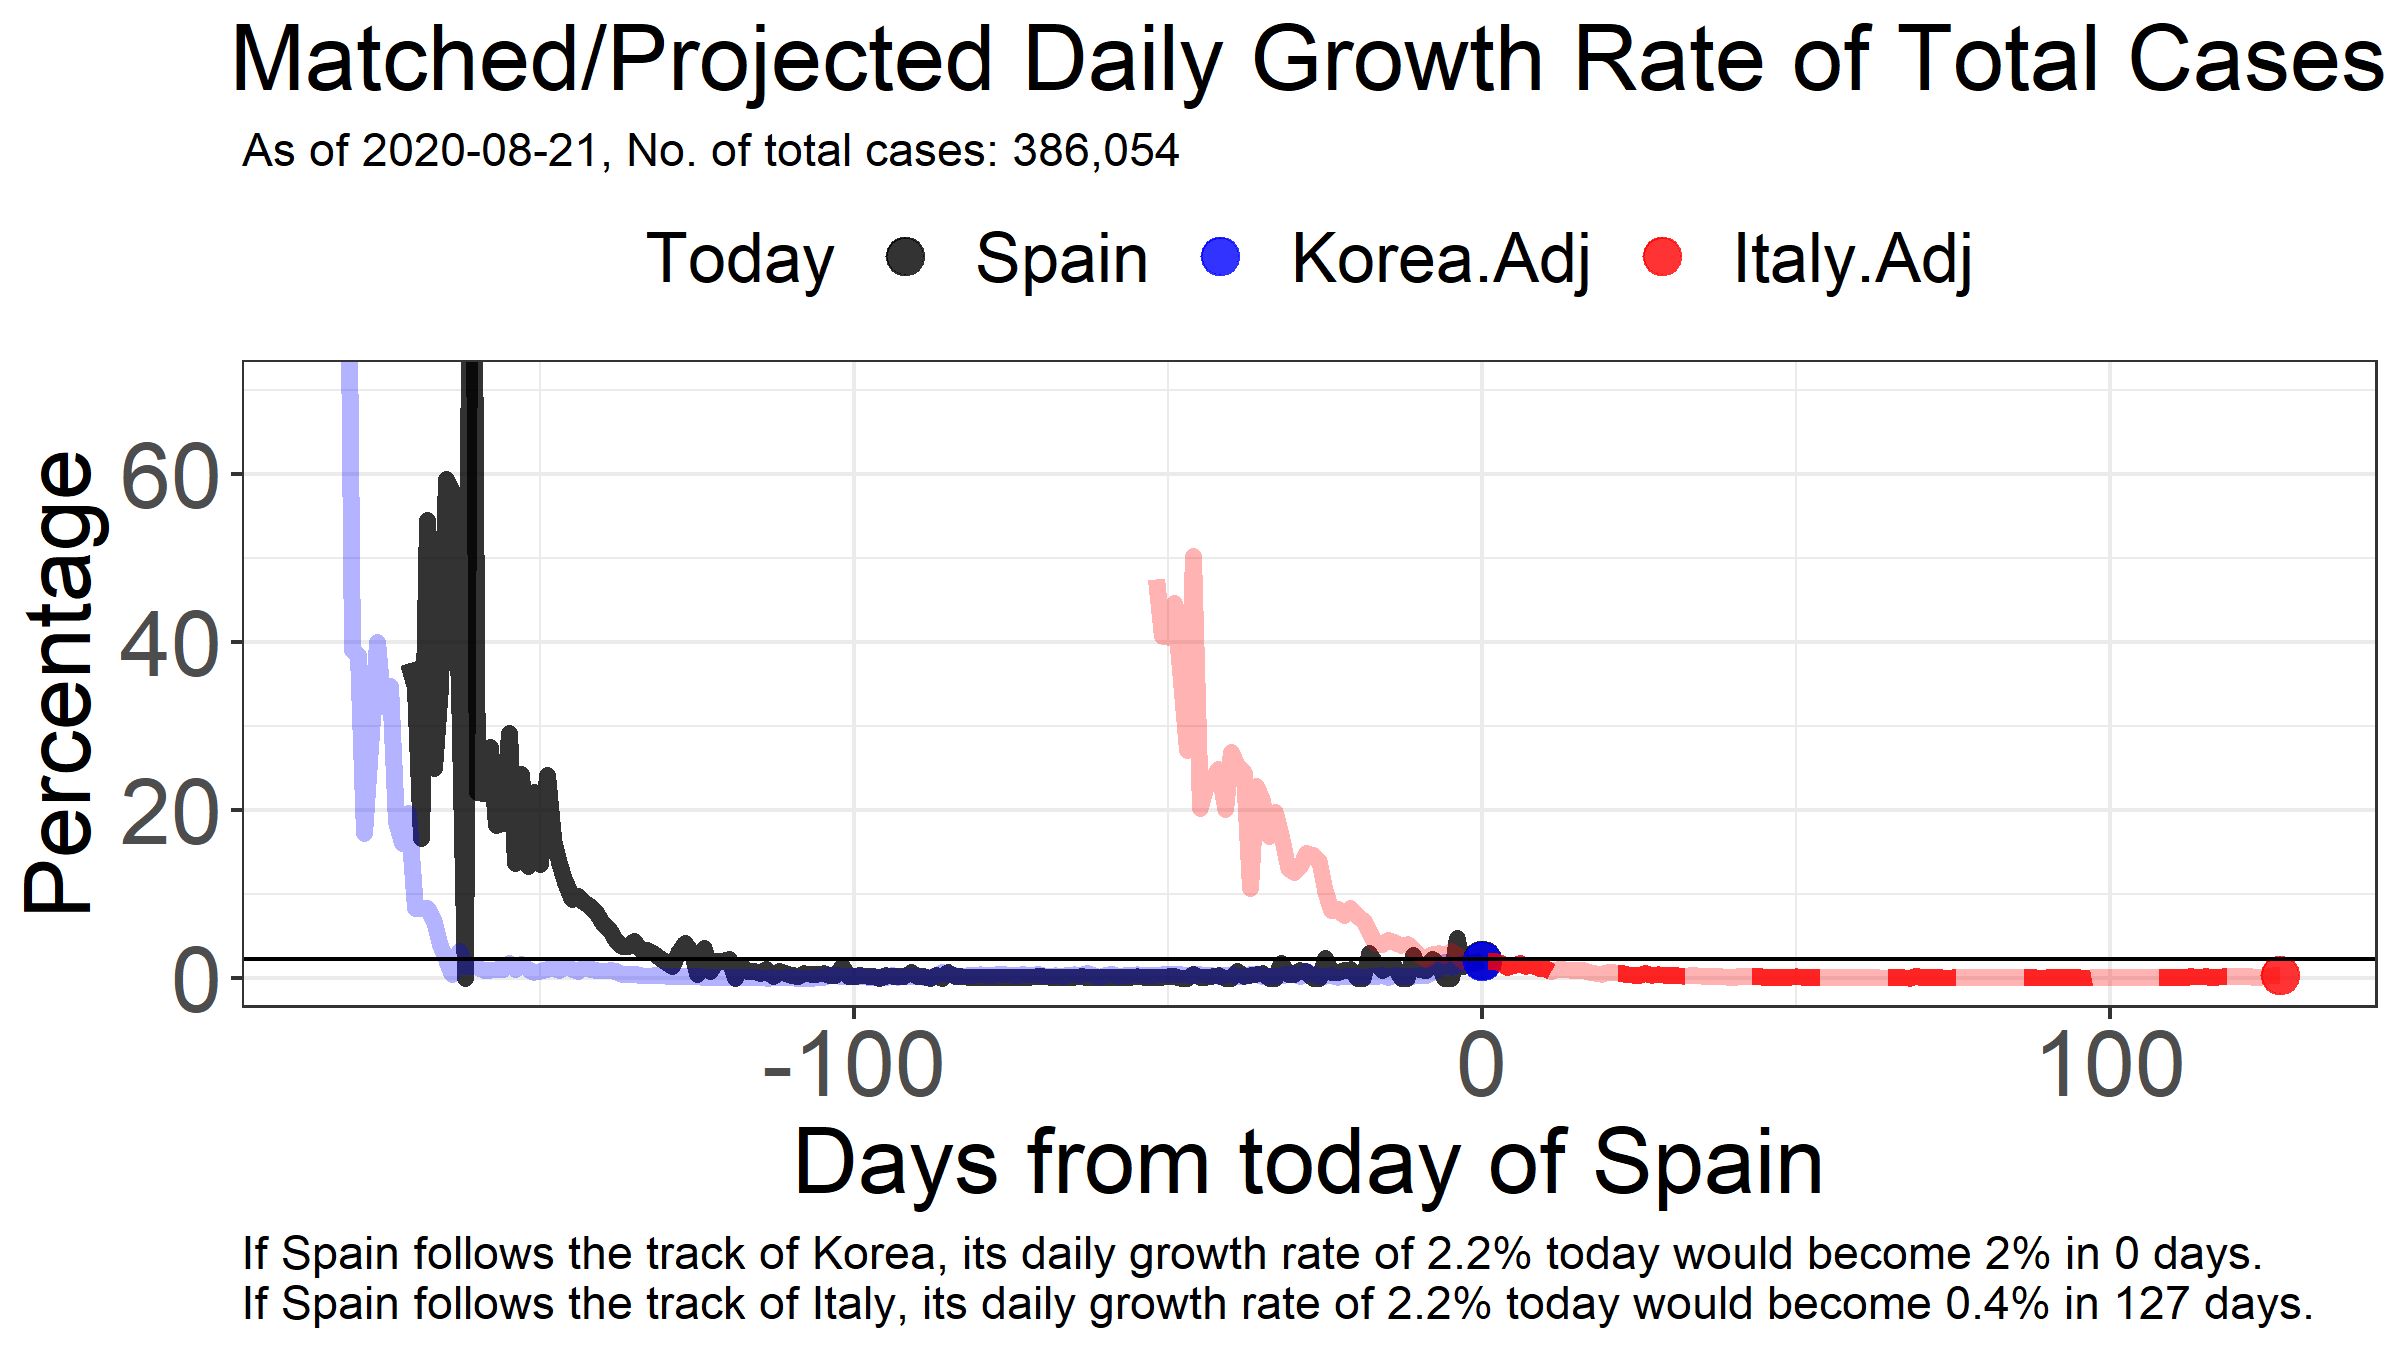 Matched/Projected Daily Growth Rate of Total Cases
As of 2020-08-21, No. of total cases: 386,054
Today Spain Korea.Adj Italy.Adj
Percentage
60
40
20
0
-100 0 100
Days from today of Spain
If Spain follows the track of Korea, its daily growth rate of 2.2% today would become 2% in 0 days.
If Spain follows the track of Italy, its daily growth rate of 2.2% today would become 0.4% in 127 days.